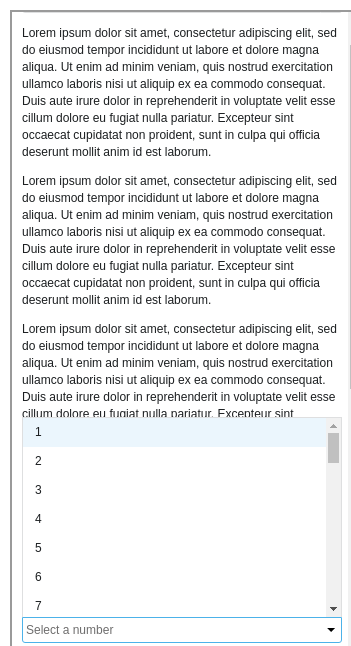 Lorem ipsum dolor sit amet, consectetur adipiscing elit, sed
do eiusmod tempor incididunt ut labore et dolore magna
aliqua. Ut enim ad minim veniam, quis nostrud exercitation
ullamco laboris nisi ut aliquip ex ea commodo consequat.
Duis aute irure dolor in reprehenderit in voluptate velit esse
cillum dolore eu fugiat nulla pariatur. Excepteur sint
occaecat cupidatat non proident, sunt in culpa qui officia
deserunt mollit anim id est laborum.
Lorem ipsum dolor sit amet, consectetur adipiscing elit, sed
do eiusmod tempor incididunt ut labore et dolore magna
aliqua. Ut enim ad minim veniam, quis nostrud exercitation
ullamco laboris nisi ut aliquip ex ea commodo consequat.
Duis aute irure dolor in reprehenderit in voluptate velit esse
cillum dolore eu fugiat nulla pariatur. Excepteur sint
occaecat cupidatat non proident, sunt in culpa qui officia
deserunt mollit anim id est laborum.
Lorem ipsum dolor sit amet, consectetur adipiscing elit, sed
do eiusmod tempor incididunt ut labore et dolore magna
aliqua. Ut enim ad minim veniam, quis nostrud exercitation
ullamco laboris nisi ut aliquip ex ea commodo consequat.
Duis aute irure dolor in reprehenderit in voluptate velit esse
cillum dolore eu fugiat nulla pariatur. Excepteur sint
1
2
3
4
5
6
7
Select a number